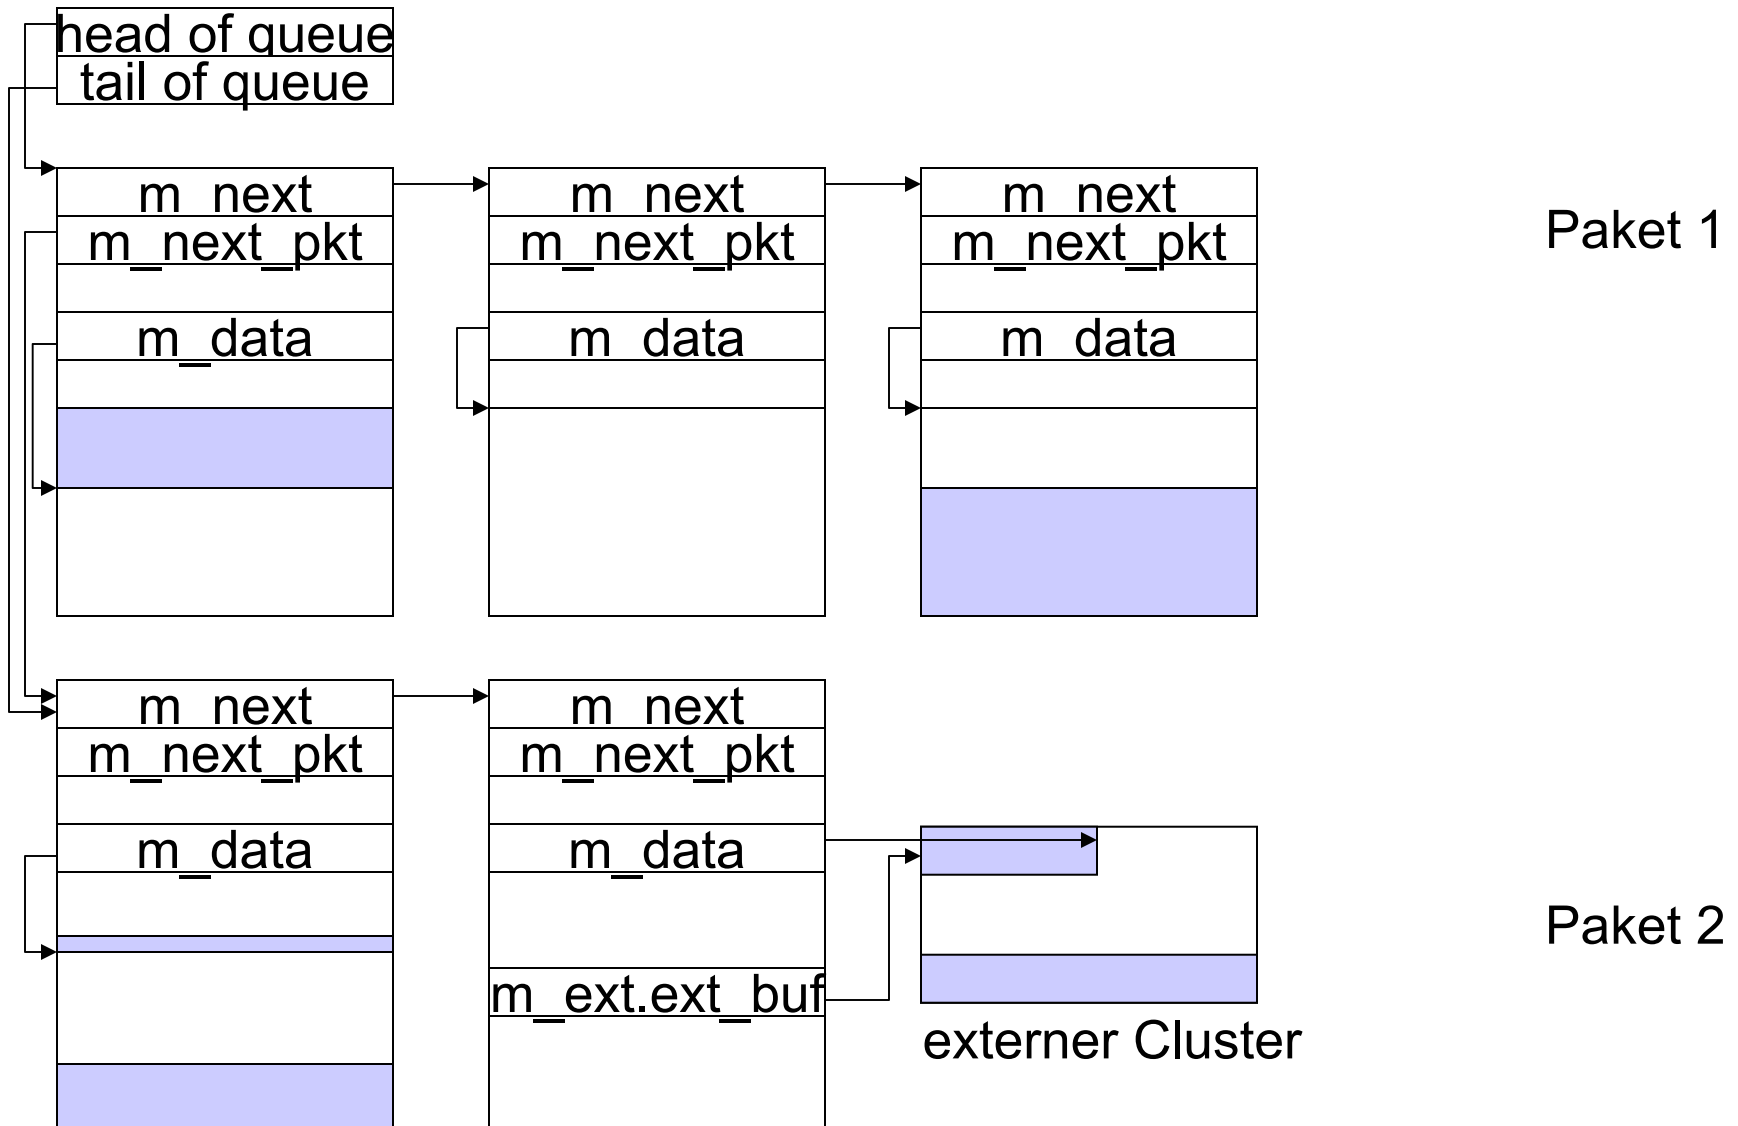 head of queue
tail of queue
m_next
m_next
m_next
Paket 1
m_next_pkt
m_next_pkt
m_next_pkt
m_data
m_data
m_data
m_next
m_next
m_next_pkt
m_next_pkt
m_data
m_data
Paket 2
m_ext.ext_buf
externer Cluster